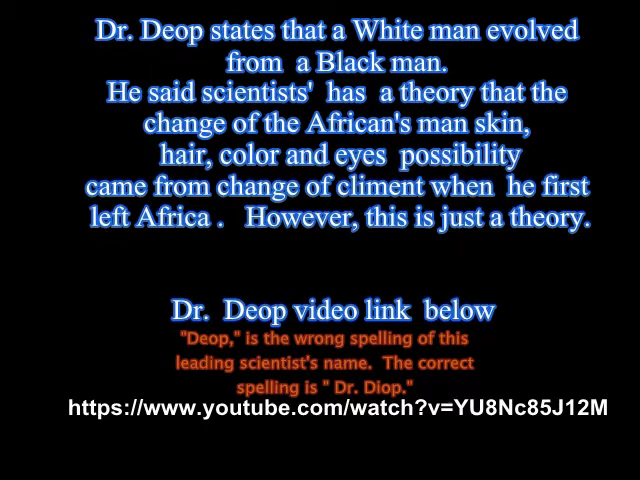 Dr. Deop states that a White man evolved
from a Black man.
He said scientists' has a theory that the
change of the African's man skin,
hair, color and eyes possibility
came from change of climent when he first
left Africa . However, this is just a theory.
Dr. Deop video link below
"Deop," is the wrong spelling of this
leading scientist's name. The correct
spelling is " Dr. Diop."
https://www.youtube.com/watch?v=YU8Nc85J12M